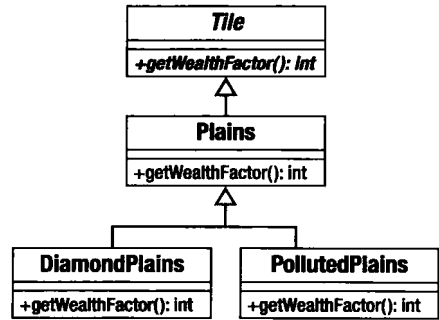 Tile
+getWealthFactor(): int
Plains
+getWealthFactor(): int
DiamondPlains
+getWealthFactor(): int
PollutedPlains
+getWealthFactor(): int